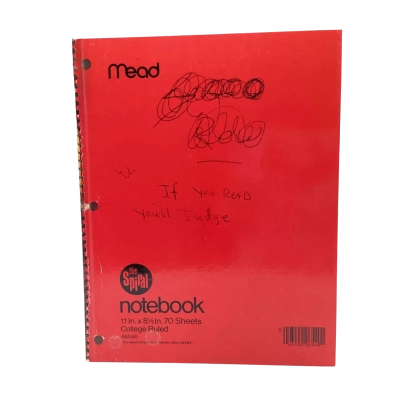 Mead
If you READ
You'll Judge
the Spiral
notebook
11 In. x 8½ In. 70 Sheets
College Ruled
06540